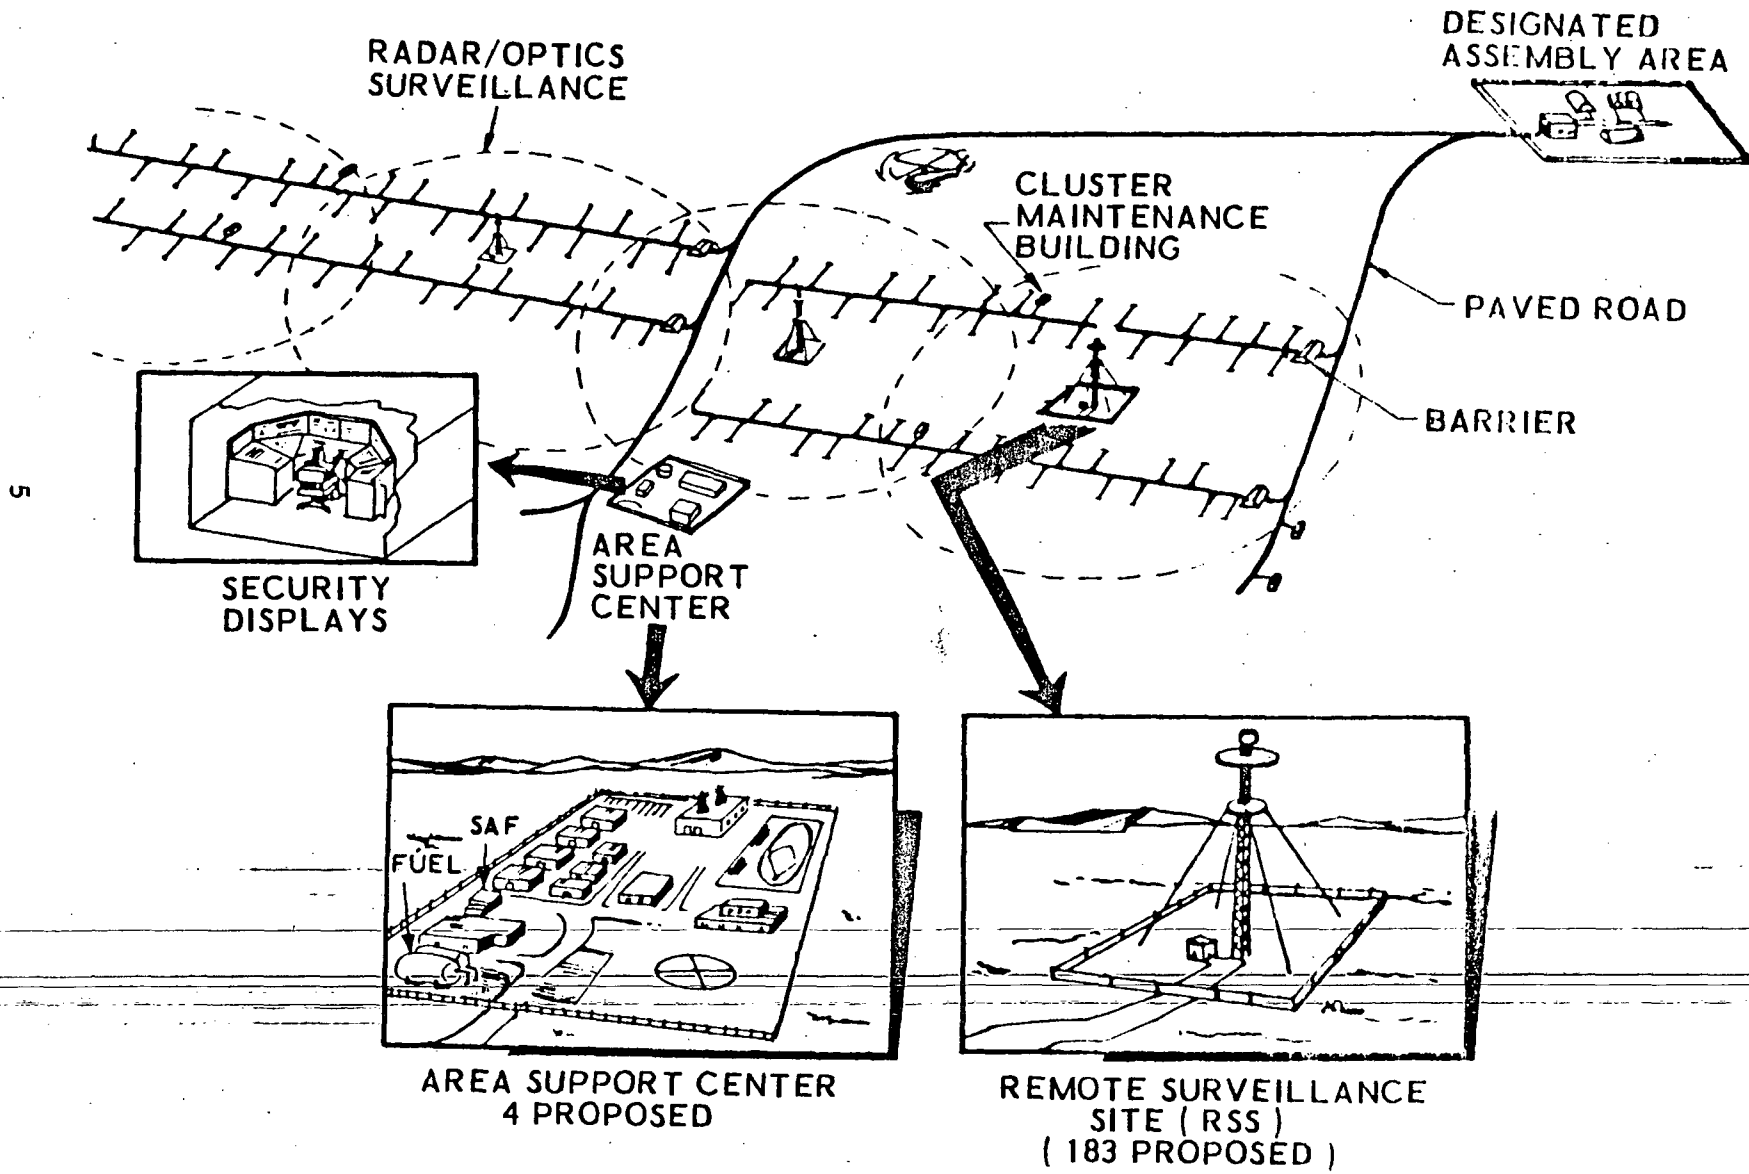 DESIGNATED
ASSEMBLY AREA
RADAR/OPTICS
SURVEILLANCE
CLUSTER
MAINTENANCE
BUILDING
PAVED ROAD
BARRIER
5
SECURITY
DISPLAYS
AREA
SUPPORT
CENTER
SAF
FUEL
AREA SUPPORT CENTER
4 PROPOSED
REMOTE SURVEILLANCE
SITE ( RSS )
( 183 PROPOSED )